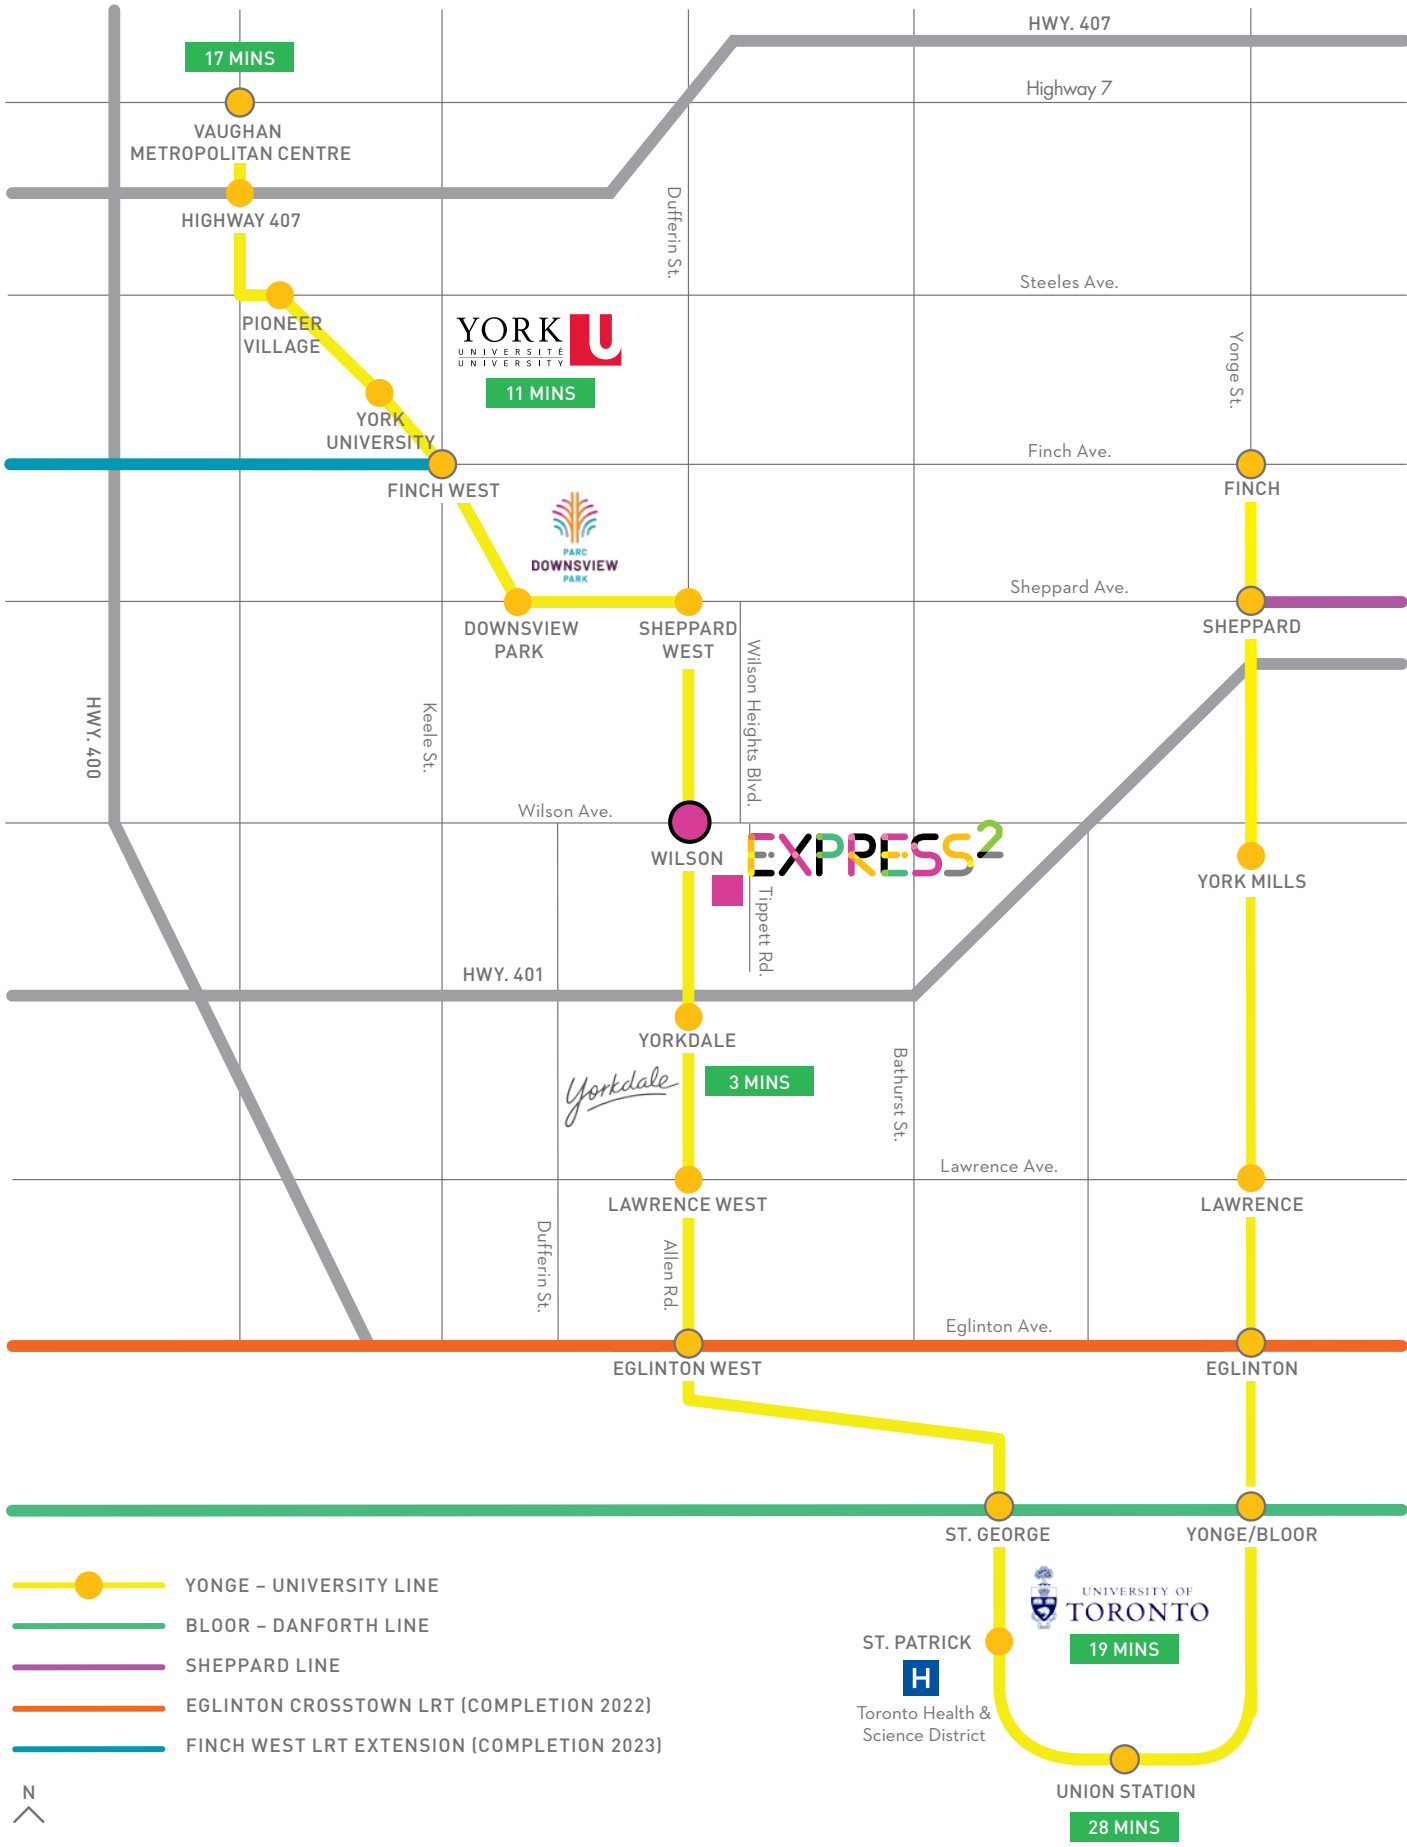 HWY. 407
17 MINS
Highway 7
VAUGHAN
METROPOLITAN CENTRE
HIGHWAY 407
Dufferin St.
Steeles Ave.
PIONEER
VILLAGE
YORK
UNIVERSITÉ
UNIVERSITY
U
11 MINS
Yonge St.
YORK
UNIVERSITY
Finch Ave.
FINCH WEST
FINCH
PARC
DOWNSVIEW
PARK
Sheppard Ave.
DOWNSVIEW
PARK
SHEPPARD
WEST
SHEPPARD
Wilson Heights Blvd.
HWY. 400
Keele St.
Wilson Ave.
WILSON
EXPRESS2
YORK MILLS
Tippett Rd.
HWY. 401
YORKDALE
Yorkdale
3 MINS
Bathurst St.
Lawrence Ave.
LAWRENCE WEST
LAWRENCE
Dufferin St.
Allen Rd.
Eglinton Ave.
EGLINTON WEST
EGLINTON
ST. GEORGE
YONGE/BLOOR
YONGE – UNIVERSITY LINE
BLOOR – DANFORTH LINE
SHEPPARD LINE
EGLINTON CROSSTOWN LRT (COMPLETION 2022)
FINCH WEST LRT EXTENSION (COMPLETION 2023)
UNIVERSITY OF
TORONTO
19 MINS
ST. PATRICK
H
Toronto Health &
Science District
UNION STATION
28 MINS
N